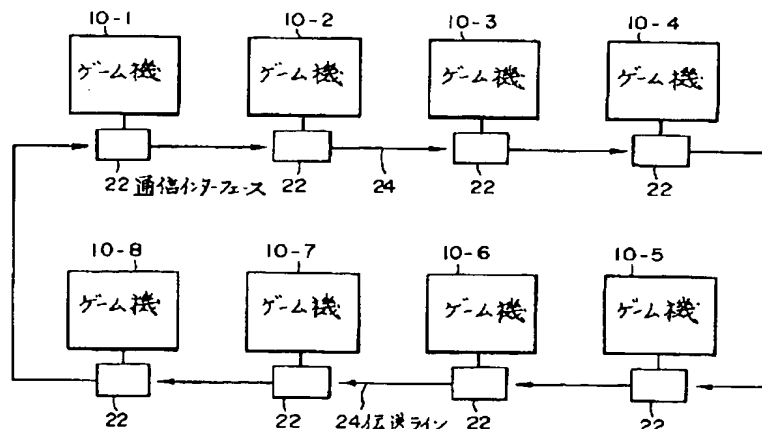 10-1 10-2 10-3 10-4
ゲーム機 ゲーム機 ゲーム機 ゲーム機
22 通信インターフェース 22 24 22 22
10-8 10-7 10-6 10-5
ゲーム機 ゲーム機 ゲーム機 ゲーム機
22 22 24 伝送ライン 22 22